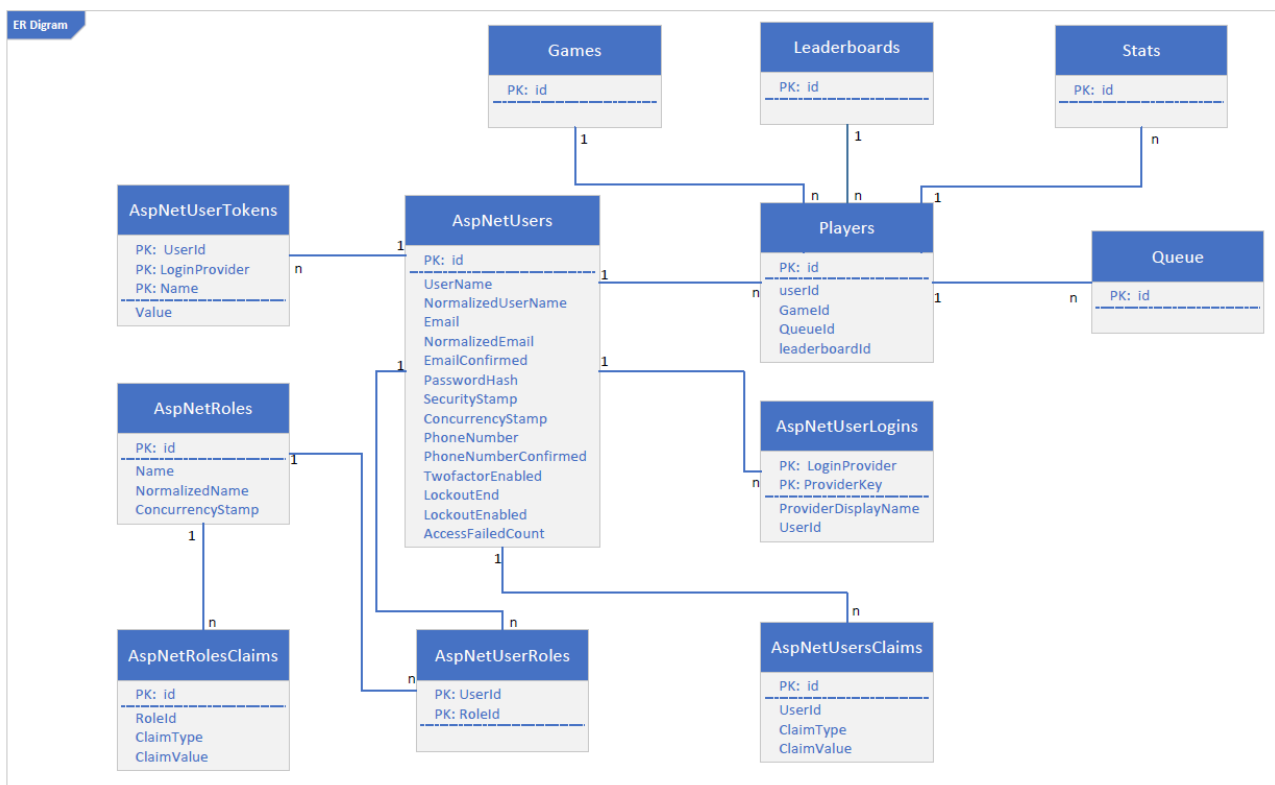 ER Digram
Games
PK: id
1
n
Leaderboards
PK: id
1
n
Stats
PK: id
n
1
AspNetUserTokens
PK: UserId
PK: LoginProvider
PK: Name
Value
n
1
AspNetUsers
PK: id
UserName
NormalizedUserName
Email
NormalizedEmail
EmailConfirmed
PasswordHash
SecurityStamp
ConcurrencyStamp
PhoneNumber
PhoneNumberConfirmed
TwofactorEnabled
LockoutEnd
LockoutEnabled
AccessFailedCount
1
n
Players
PK: id
userId
GameId
QueueId
leaderboardId
1
n
Queue
PK: id
1
1
n
AspNetRoles
PK: id
Name
NormalizedName
ConcurrencyStamp
1
1
n
AspNetUserLogins
PK: LoginProvider
PK: ProviderKey
ProviderDisplayName
UserId
1
n
n
n
AspNetRolesClaims
PK: id
RoleId
ClaimType
ClaimValue
AspNetUserRoles
PK: UserId
PK: RoleId
n
AspNetUsersClaims
PK: id
UserId
ClaimType
ClaimValue